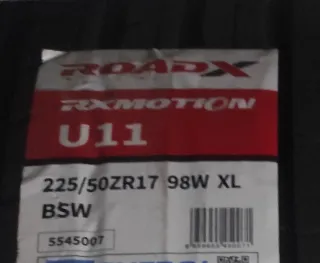 ROADX
RXMOTION
U11
225/50ZR17 98W XL
BSW
5545007